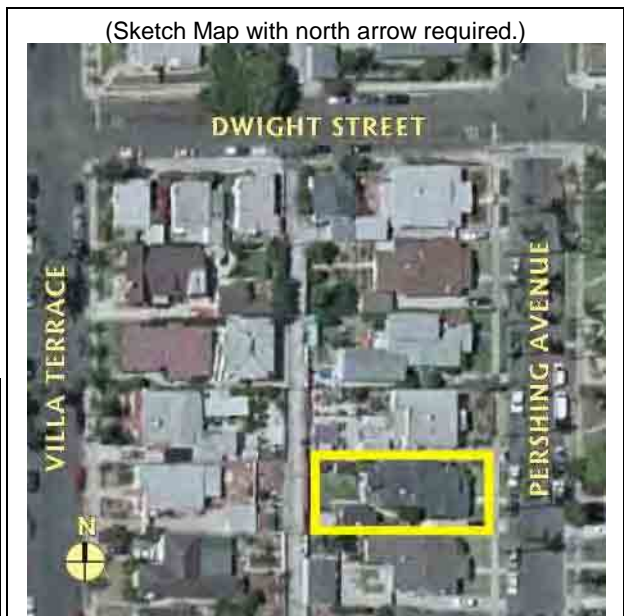 (Sketch Map with north arrow required.)
DWIGHT STREET
VILLA TERRACE
PERSHING AVENUE
N